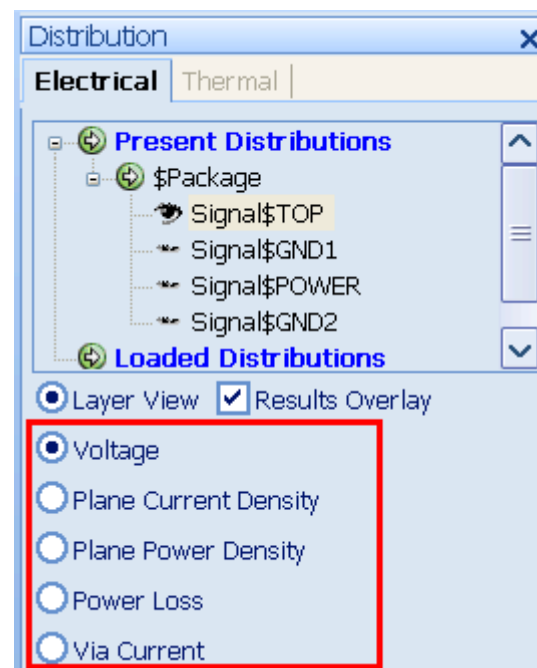 Distribution
Electrical Thermal
Present Distributions
$Package
Signal$TOP
Signal$GND1
Signal$POWER
Signal$GND2
Loaded Distributions
Layer View Results Overlay
Voltage
Plane Current Density
Plane Power Density
Power Loss
Via Current